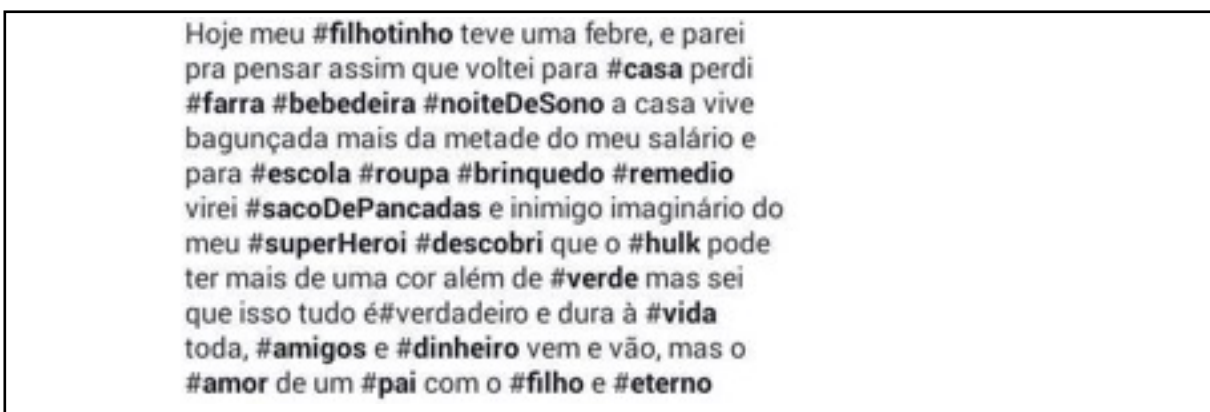 Hoje meu #filhotinho teve uma febre, e parei
pra pensar assim que voltei para #casa perdi
#farra #bebedeira #noiteDeSono a casa vive
bagunçada mais da metade do meu salário e
para #escola #roupa #brinquedo #remedio
virei #sacoDePancadas e inimigo imaginário do
meu #superHeroi #descobri que o #hulk pode
ter mais de uma cor além de #verde mas sei
que isso tudo é#verdadeiro e dura à #vida
toda, #amigos e #dinheiro vem e vão, mas o
#amor de um #pai com o #filho e #eterno